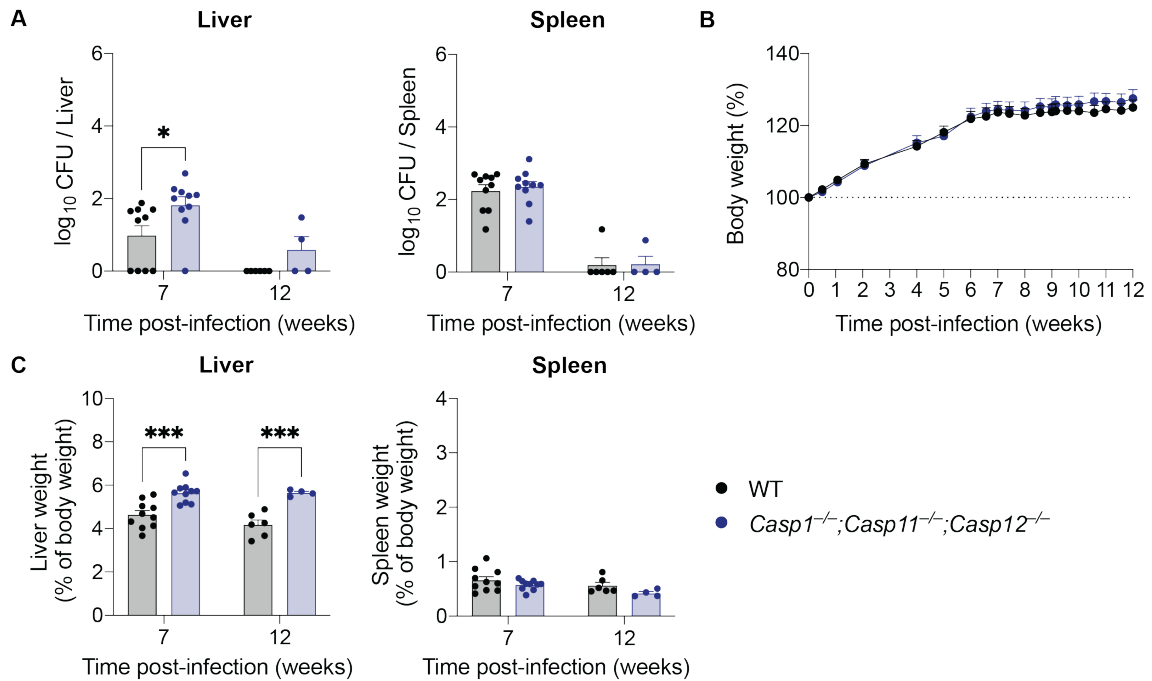 A
Liver
Spleen
B
log10 CFU / Liver
6
4
2
0
*
7
12
Time post-infection (weeks)
log10 CFU / Spleen
6
4
2
0
7
12
Time post-infection (weeks)
Body weight (%)
140
120
100
80
0 1 2 3 4 5 6 7 8 9 10 11 12
Time post-infection (weeks)
C
Liver
Spleen
Liver weight
(% of body weight)
10
8
6
4
2
0
***
***
7
12
Time post-infection (weeks)
Spleen weight
(% of body weight)
4
3
2
1
0
7
12
Time post-infection (weeks)
WT
Casp1–/–;Casp11–/–;Casp12–/–